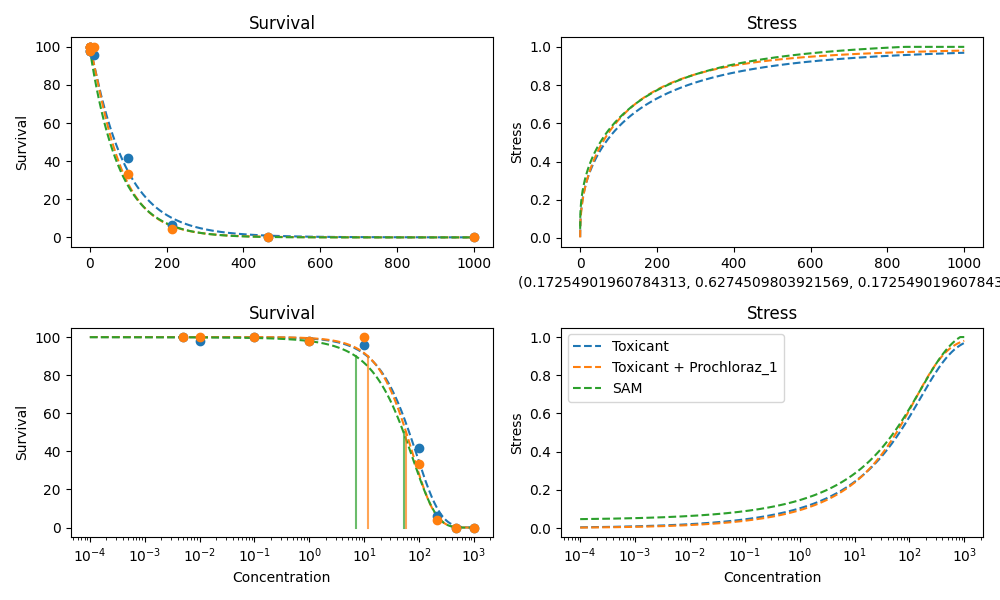 Survival
Survival
100
80
60
40
20
0
0 200 400 600 800 1000
Stress
Stress
1.0
0.8
0.6
0.4
0.2
0.0
0 200 400 600 800 1000
(0.17254901960784313, 0.6274509803921569, 0.172549019607843
Survival
Survival
100
80
60
40
20
0
10⁻⁴ 10⁻³ 10⁻² 10⁻¹ 10⁰ 10¹ 10² 10³
Concentration
Stress
Stress
1.0
0.8
0.6
0.4
0.2
0.0
Toxicant
Toxicant + Prochloraz_1
SAM
10⁻⁴ 10⁻³ 10⁻² 10⁻¹ 10⁰ 10¹ 10² 10³
Concentration